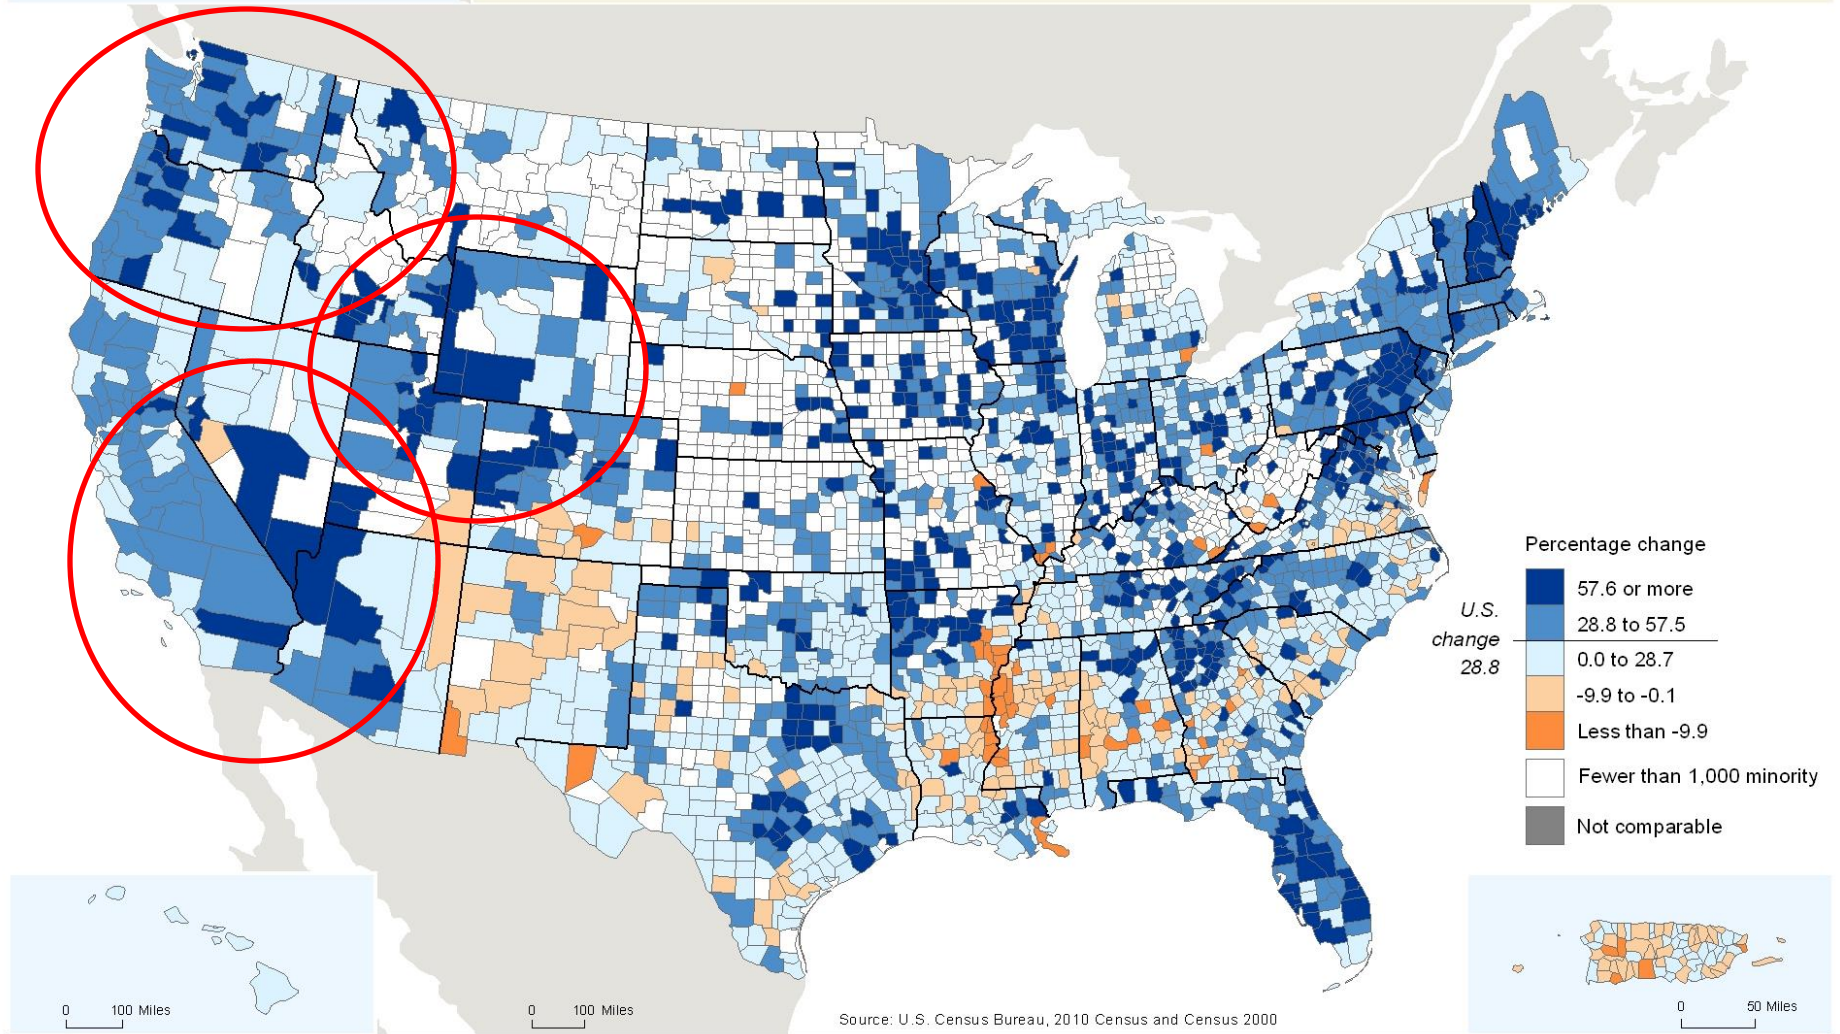 Percentage change
57.6 or more
28.8 to 57.5
U.S.
change
28.8
0.0 to 28.7
-9.9 to -0.1
Less than -9.9
Fewer than 1,000 minority
Not comparable
0 100 Miles
0 100 Miles
Source: U.S. Census Bureau, 2010 Census and Census 2000
0 50 Miles